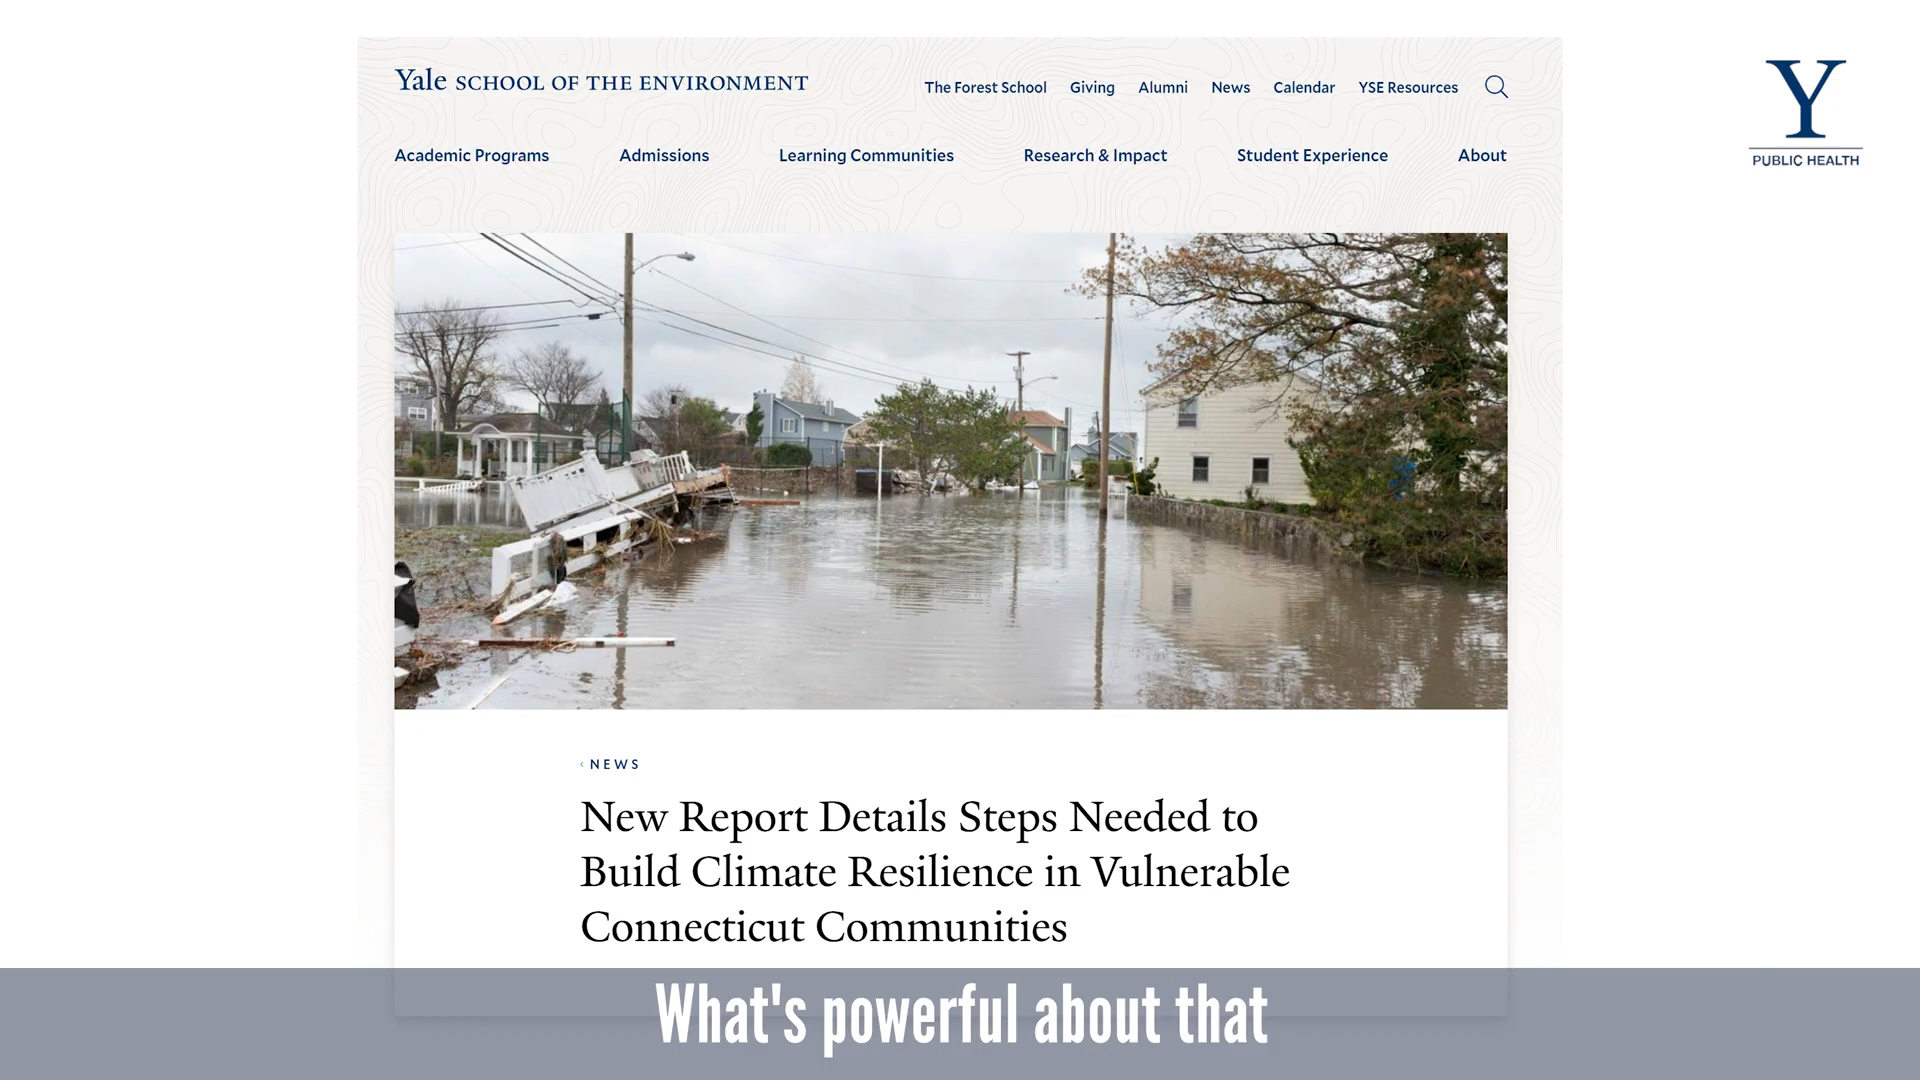 Yale SCHOOL OF THE ENVIRONMENT
The Forest School Giving Alumni News Calendar YSE Resources
Y
PUBLIC HEALTH
Academic Programs Admissions Learning Communities Research & Impact Student Experience About
‹ NEWS
New Report Details Steps Needed to
Build Climate Resilience in Vulnerable
Connecticut Communities
What's powerful about that